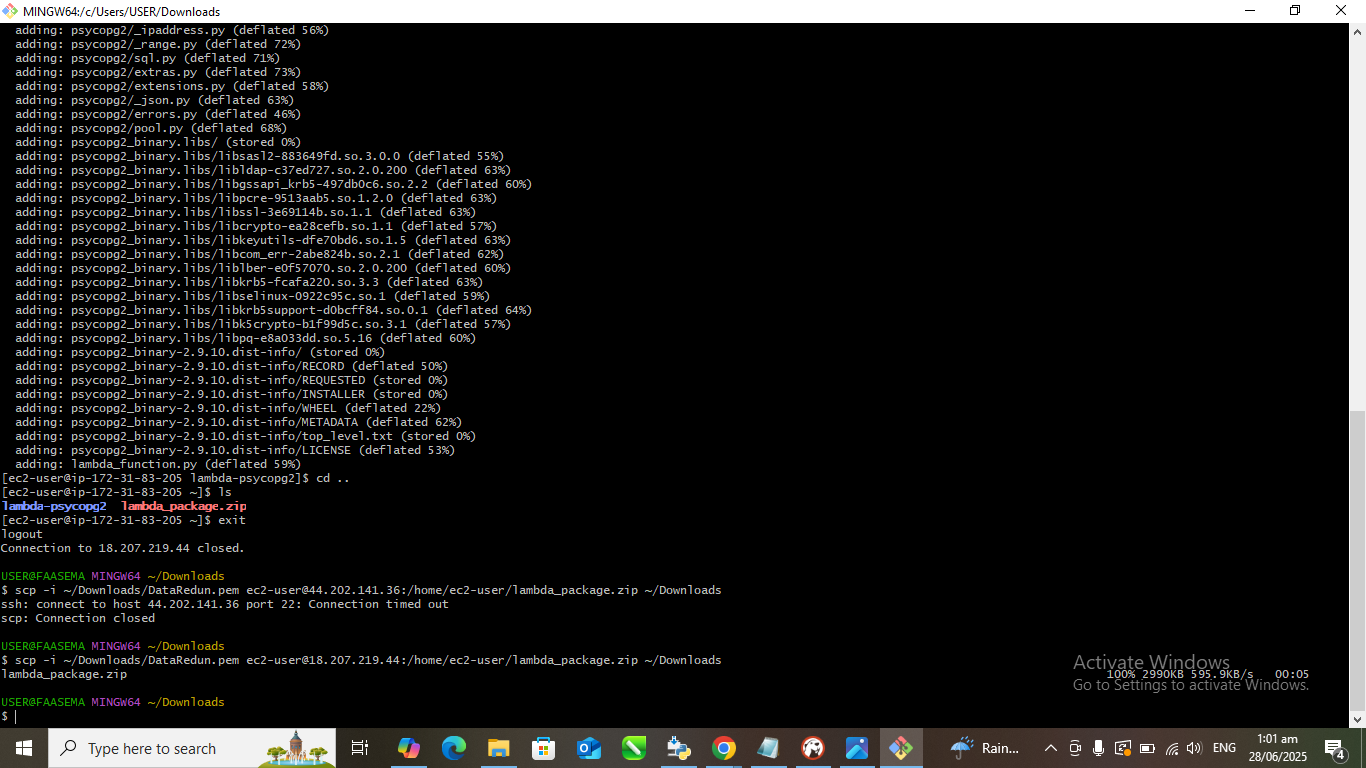 MINGW64:/c/Users/USER/Downloads
adding: psycopg2/_ipaddress.py (deflated 56%)
adding: psycopg2/_range.py (deflated 72%)
adding: psycopg2/sql.py (deflated 71%)
adding: psycopg2/extras.py (deflated 73%)
adding: psycopg2/extensions.py (deflated 58%)
adding: psycopg2/_json.py (deflated 63%)
adding: psycopg2/errors.py (deflated 46%)
adding: psycopg2/pool.py (deflated 68%)
adding: psycopg2_binary.libs/ (stored 0%)
adding: psycopg2_binary.libs/libsasl2-883649fd.so.3.0.0 (deflated 55%)
adding: psycopg2_binary.libs/libldap-c37ed727.so.2.0.200 (deflated 63%)
adding: psycopg2_binary.libs/libgssapi_krb5-497db0c6.so.2.2 (deflated 60%)
adding: psycopg2_binary.libs/libpcre-9513aab5.so.1.2.0 (deflated 63%)
adding: psycopg2_binary.libs/libssl-3e69114b.so.1.1 (deflated 63%)
adding: psycopg2_binary.libs/libcrypto-ea28cefb.so.1.1 (deflated 57%)
adding: psycopg2_binary.libs/libkeyutils-dfe70bd6.so.1.5 (deflated 63%)
adding: psycopg2_binary.libs/libcom_err-2abe824b.so.2.1 (deflated 62%)
adding: psycopg2_binary.libs/liblber-e0f57070.so.2.0.200 (deflated 60%)
adding: psycopg2_binary.libs/libkrb5-fcafa220.so.3.3 (deflated 63%)
adding: psycopg2_binary.libs/libselinux-0922c95c.so.1 (deflated 59%)
adding: psycopg2_binary.libs/libkrb5support-d0bcff84.so.0.1 (deflated 64%)
adding: psycopg2_binary.libs/libk5crypto-b1f99d5c.so.3.1 (deflated 57%)
adding: psycopg2_binary.libs/libpq-e8a033dd.so.5.16 (deflated 60%)
adding: psycopg2_binary-2.9.10.dist-info/ (stored 0%)
adding: psycopg2_binary-2.9.10.dist-info/RECORD (deflated 50%)
adding: psycopg2_binary-2.9.10.dist-info/REQUESTED (stored 0%)
adding: psycopg2_binary-2.9.10.dist-info/INSTALLER (stored 0%)
adding: psycopg2_binary-2.9.10.dist-info/WHEEL (deflated 22%)
adding: psycopg2_binary-2.9.10.dist-info/METADATA (deflated 62%)
adding: psycopg2_binary-2.9.10.dist-info/top_level.txt (stored 0%)
adding: psycopg2_binary-2.9.10.dist-info/LICENSE (deflated 53%)
adding: lambda_function.py (deflated 59%)
[ec2-user@ip-172-31-83-205 lambda-psycopg2]$ cd ..
[ec2-user@ip-172-31-83-205 ~]$ ls
lambda-psycopg2  lambda_package.zip
[ec2-user@ip-172-31-83-205 ~]$ exit
logout
Connection to 18.207.219.44 closed.
USER@FAASEMA MINGW64 ~/Downloads
$ scp -i ~/Downloads/DataRedun.pem ec2-user@44.202.141.36:/home/ec2-user/lambda_package.zip ~/Downloads
ssh: connect to host 44.202.141.36 port 22: Connection timed out
scp: Connection closed
USER@FAASEMA MINGW64 ~/Downloads
$ scp -i ~/Downloads/DataRedun.pem ec2-user@18.207.219.44:/home/ec2-user/lambda_package.zip ~/Downloads
lambda_package.zip 100% 2990KB 595.9KB/s 00:05
USER@FAASEMA MINGW64 ~/Downloads
$
Activate Windows
Go to Settings to activate Windows.
Type here to search
Rain...
ENG
1:01 am
28/06/2025
4